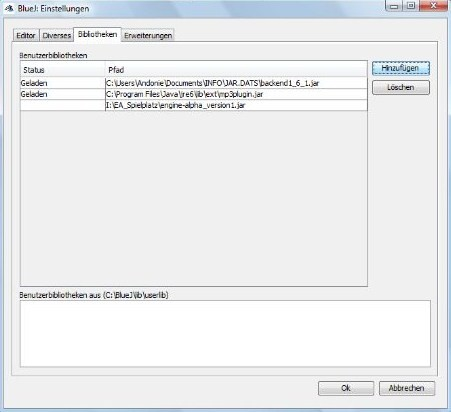 BlueJ: Einstellungen
Editor Diverses Bibliotheken Erweiterungen
Benutzerbibliotheken
Status Pfad
Hinzufügen
Geladen C:\Users\Andonie\Documents\INFO\JAR.DATS\backend1_6_1.jar
Löschen
Geladen C:\Program Files\Java\jre6\lib\ext\mp3plugin.jar
I:\EA_Spielplatz\engine-alpha_version1.jar
Benutzerbibliotheken aus (C:\BlueJ\lib\userlib)
Ok Abbrechen